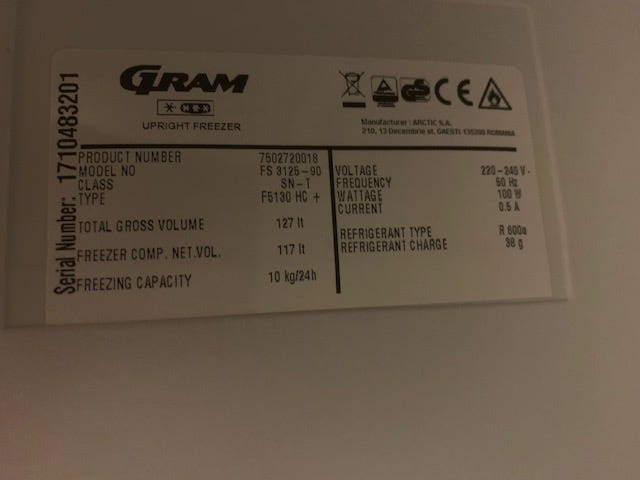 GRAM
UPRIGHT FREEZER
CE
Manufacturer : ARCTIC S.A.
210, 13 Decembrie st. GAESTI-135200 ROMANIA
Serial Number: 1710483201
PRODUCT NUMBER 7502720018
MODEL NO FS 3125-90
CLASS SN-T
TYPE F5130 HC +
TOTAL GROSS VOLUME 127 lt
FREEZER COMP. NET.VOL. 117 lt
FREEZING CAPACITY 10 kg/24h
VOLTAGE 220-240 V~
FREQUENCY 50 Hz
WATTAGE 100 W
CURRENT 0.5 A
REFRIGERANT TYPE R 600a
REFRIGERANT CHARGE 38 g